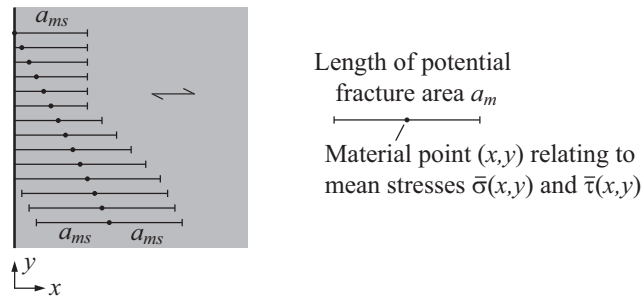 a_ms
Length of potential
fracture area a_m
Material point (x,y) relating to
mean stresses σ̄(x,y) and τ̄(x,y)
a_ms a_ms
y
x